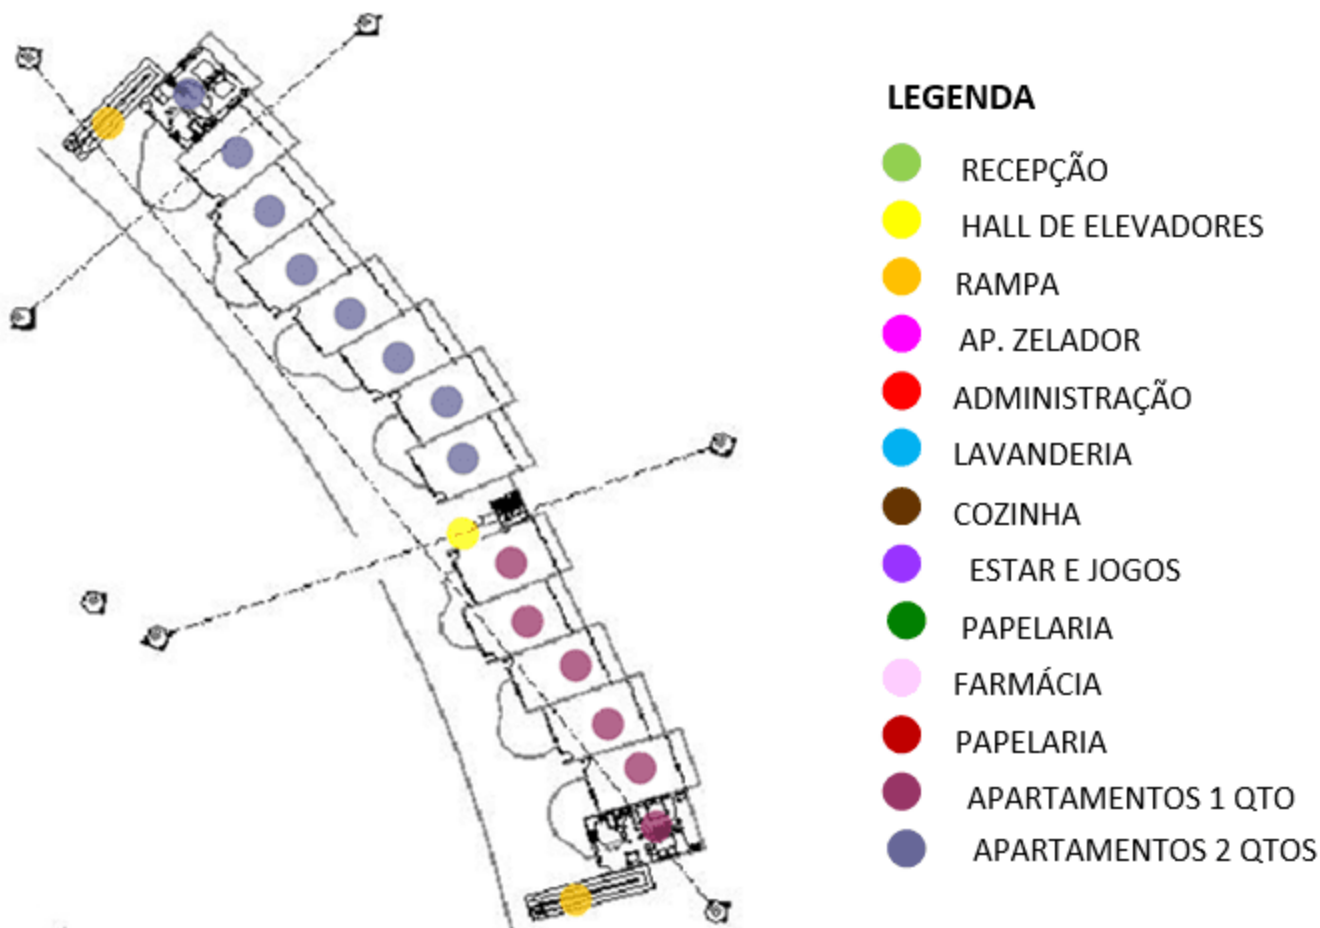 LEGENDA
RECEPÇÃO
HALL DE ELEVADORES
RAMPA
AP. ZELADOR
ADMINISTRAÇÃO
LAVANDERIA
COZINHA
ESTAR E JOGOS
PAPELARIA
FARMÁCIA
PAPELARIA
APARTAMENTOS 1 QTO
APARTAMENTOS 2 QTOS